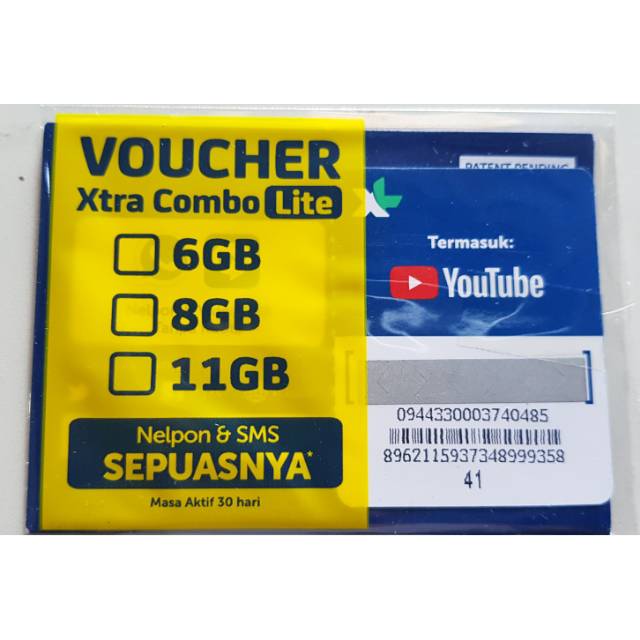 VOUCHER
Xtra Combo Lite
6GB
8GB
11GB
Nelpon & SMS
SEPUASNYA*
Masa Aktif 30 hari
PATENT PENDING
XL
Termasuk:
YouTube
0944330003740485
8962115937348999358
41